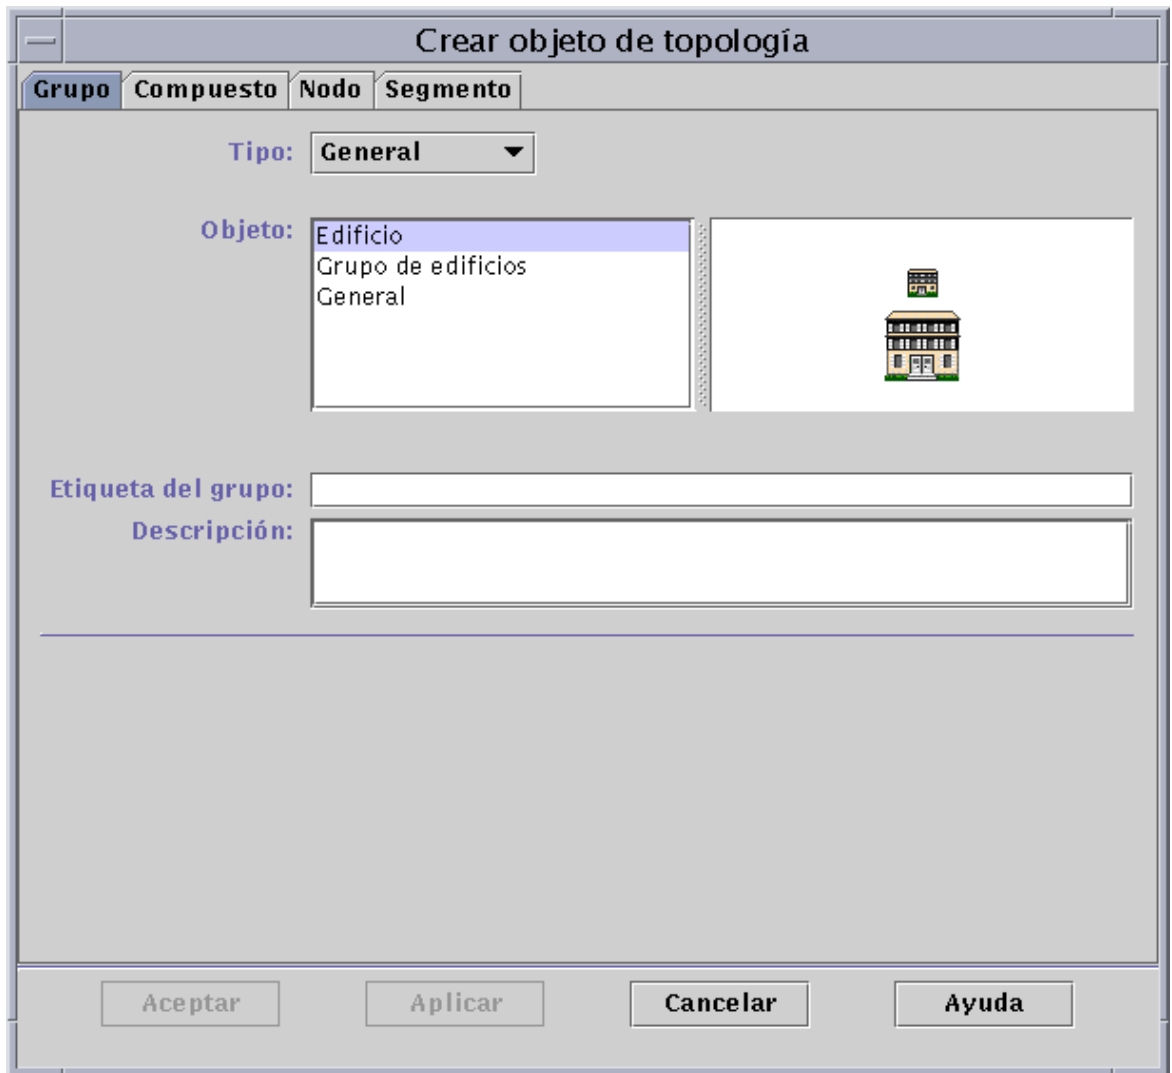 Crear objeto de topología
Grupo Compuesto Nodo Segmento
Tipo: General
Objeto: Edificio
Grupo de edificios
General
Etiqueta del grupo:
Descripción:
Aceptar Aplicar Cancelar Ayuda